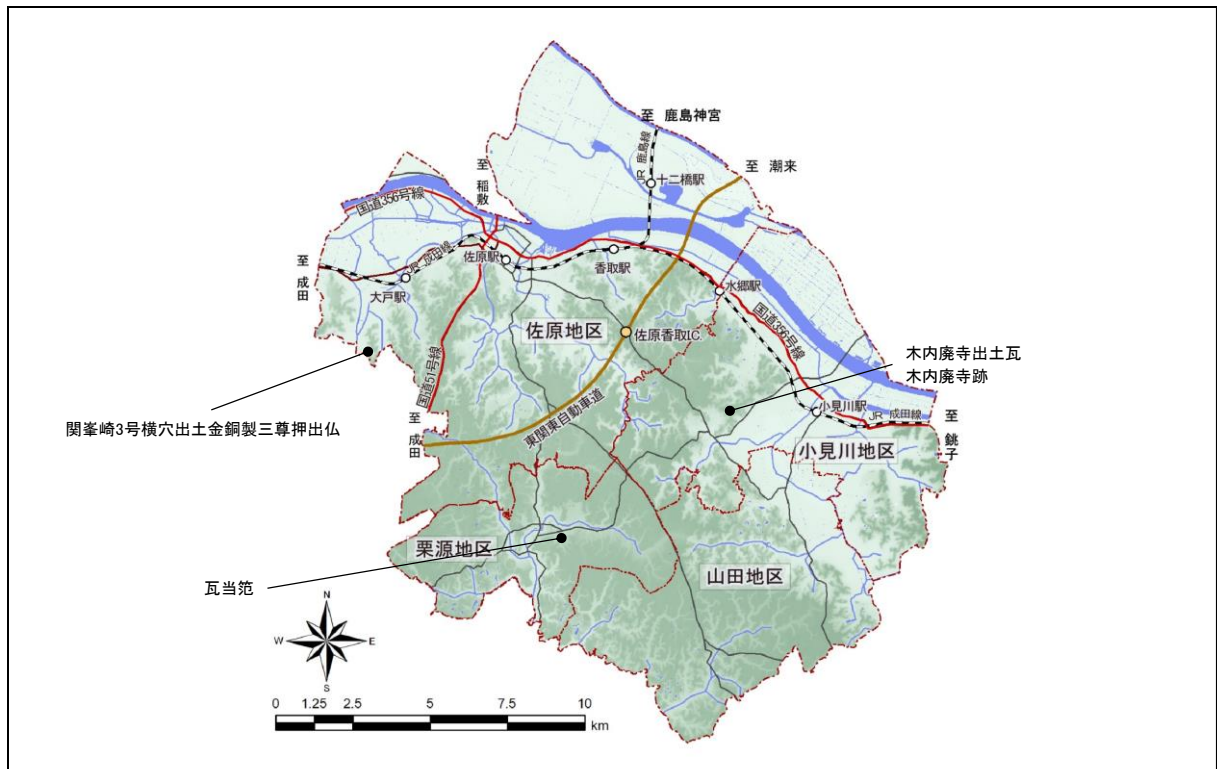 至 鹿島神宮
JR 鹿島線
至 潮来
十二橋駅
至 稲敷
国道356号線
至 成田
JR 成田線
大戸駅
佐原駅
香取駅
水郷駅
国道356号線
佐原地区
佐原香取I.C.
国道51号線
至 成田
東関東自動車道
関峯崎3号横穴出土金銅製三尊押出仏
木内廃寺出土瓦
木内廃寺跡
小見川駅
JR 成田線
至 銚子
小見川地区
栗源地区
山田地区
瓦当笵
N
W E
S
0 1.25 2.5 5 7.5 10
km